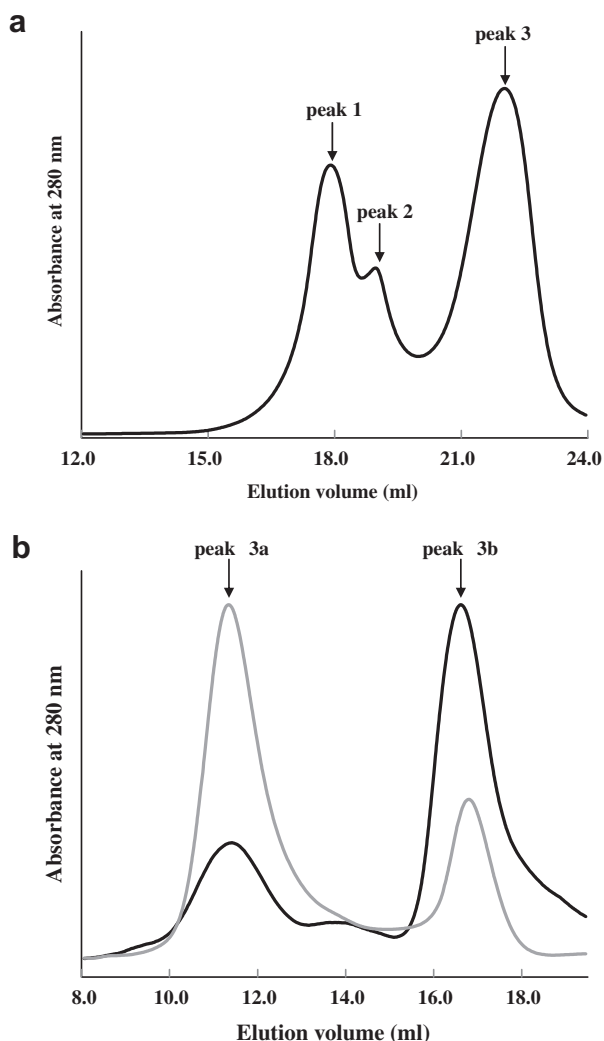 a
peak 3
peak 1
peak 2
Absorbance at 280 nm
12.0 15.0 18.0 21.0 24.0
Elution volume (ml)
b
peak 3a peak 3b
Absorbance at 280 nm
8.0 10.0 12.0 14.0 16.0 18.0
Elution volume (ml)